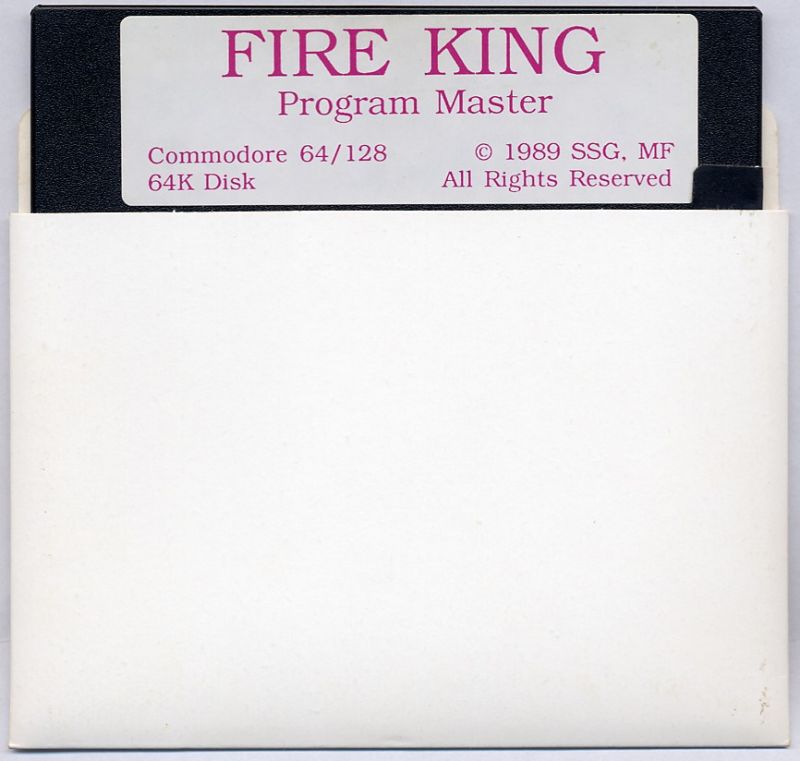 FIRE KING
Program Master
Commodore 64/128 © 1989 SSG, MF
64K Disk All Rights Reserved